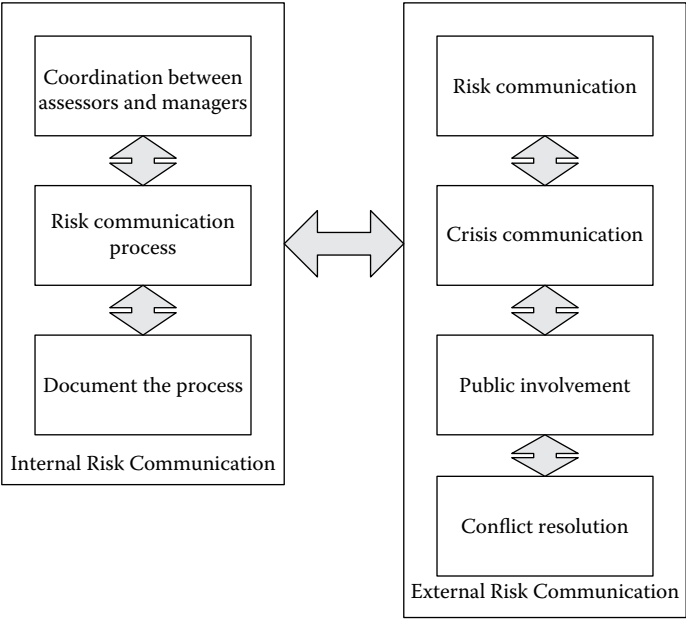 Coordination between
assessors and managers
Risk communication
process
Document the process
Internal Risk Communication
Risk communication
Crisis communication
Public involvement
Conflict resolution
External Risk Communication